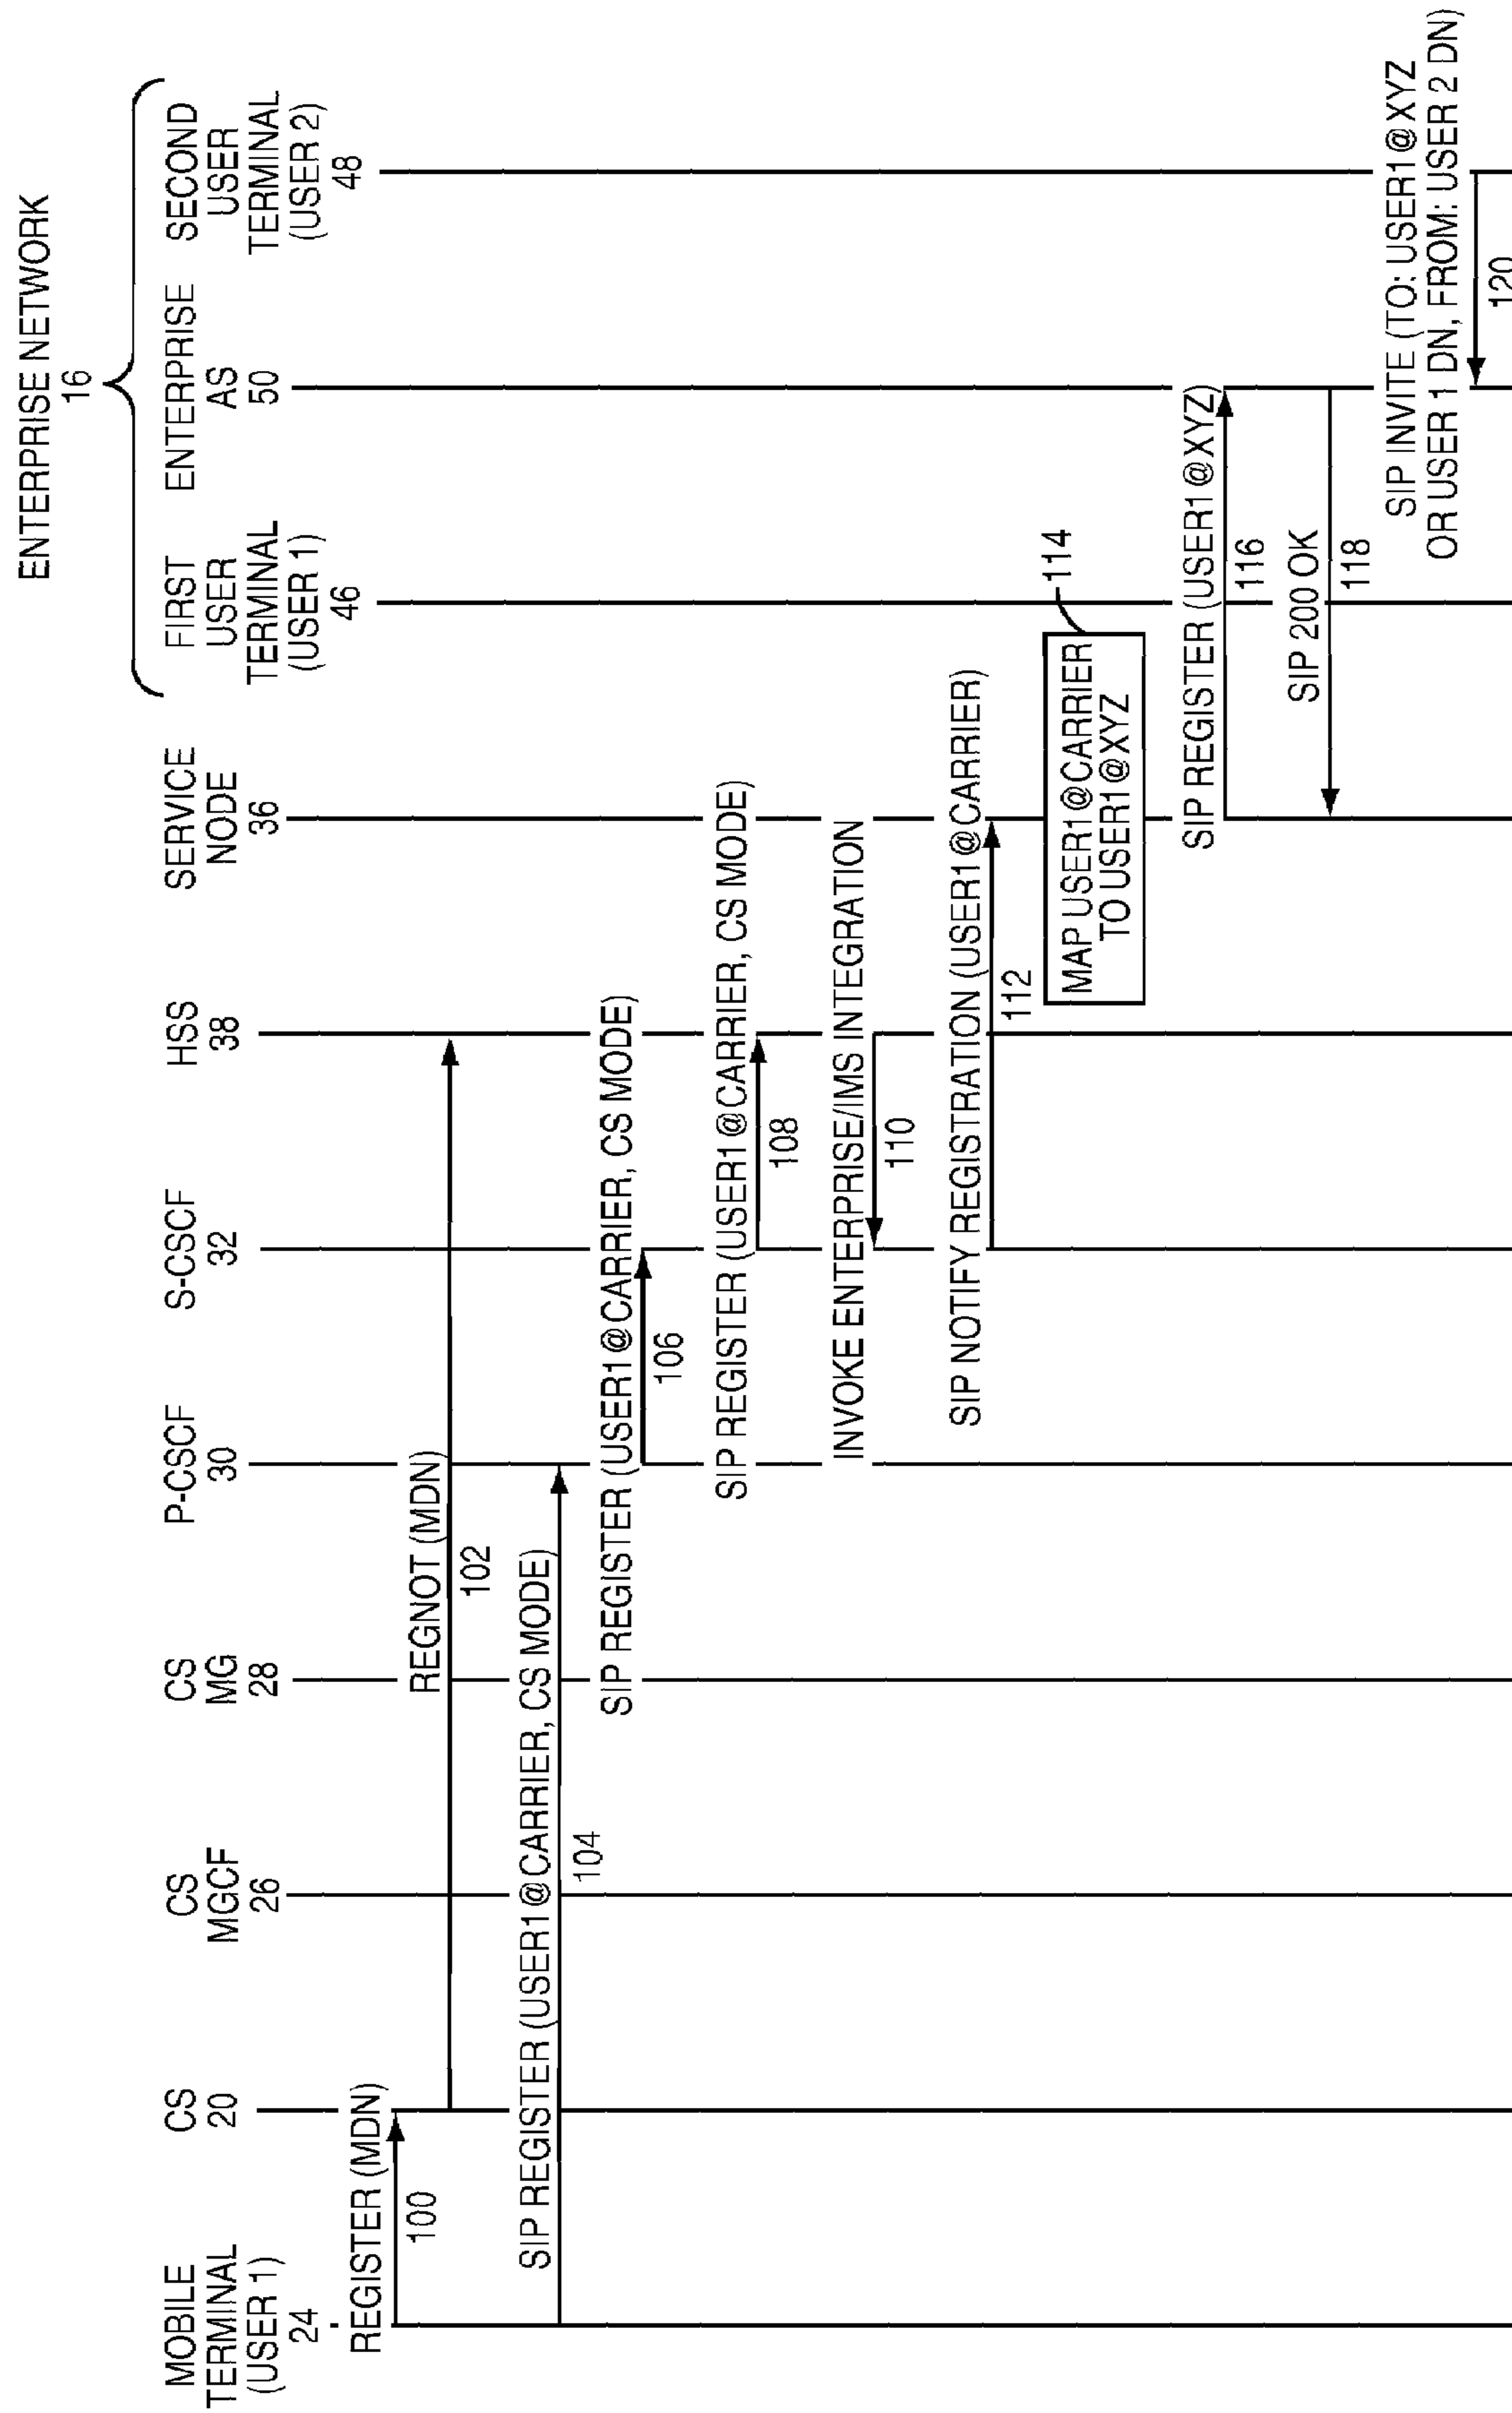 ENTERPRISE NETWORK
16
MOBILE
TERMINAL
(USER 1)
24
CS
20
CS
MGCF
26
CS
MG
28
P-CSCF
30
S-CSCF
32
HSS
38
SERVICE
NODE
36
FIRST
USER
TERMINAL
(USER 1)
46
ENTERPRISE
AS
50
SECOND
USER
TERMINAL
(USER 2)
48
REGISTER (MDN)
100
REGNOT (MDN)
102
SIP REGISTER (USER1@CARRIER, CS MODE)
104
SIP REGISTER (USER1@CARRIER, CS MODE)
106
SIP REGISTER (USER1@CARRIER, CS MODE)
108
INVOKE ENTERPRISE/IMS INTEGRATION
110
SIP NOTIFY REGISTRATION (USER1@CARRIER)
112
MAP USER1@CARRIER
TO USER1@XYZ
114
SIP REGISTER (USER1@XYZ)
116
SIP 200 OK
118
SIP INVITE (TO: USER1@XYZ
OR USER 1 DN, FROM: USER 2 DN)
120